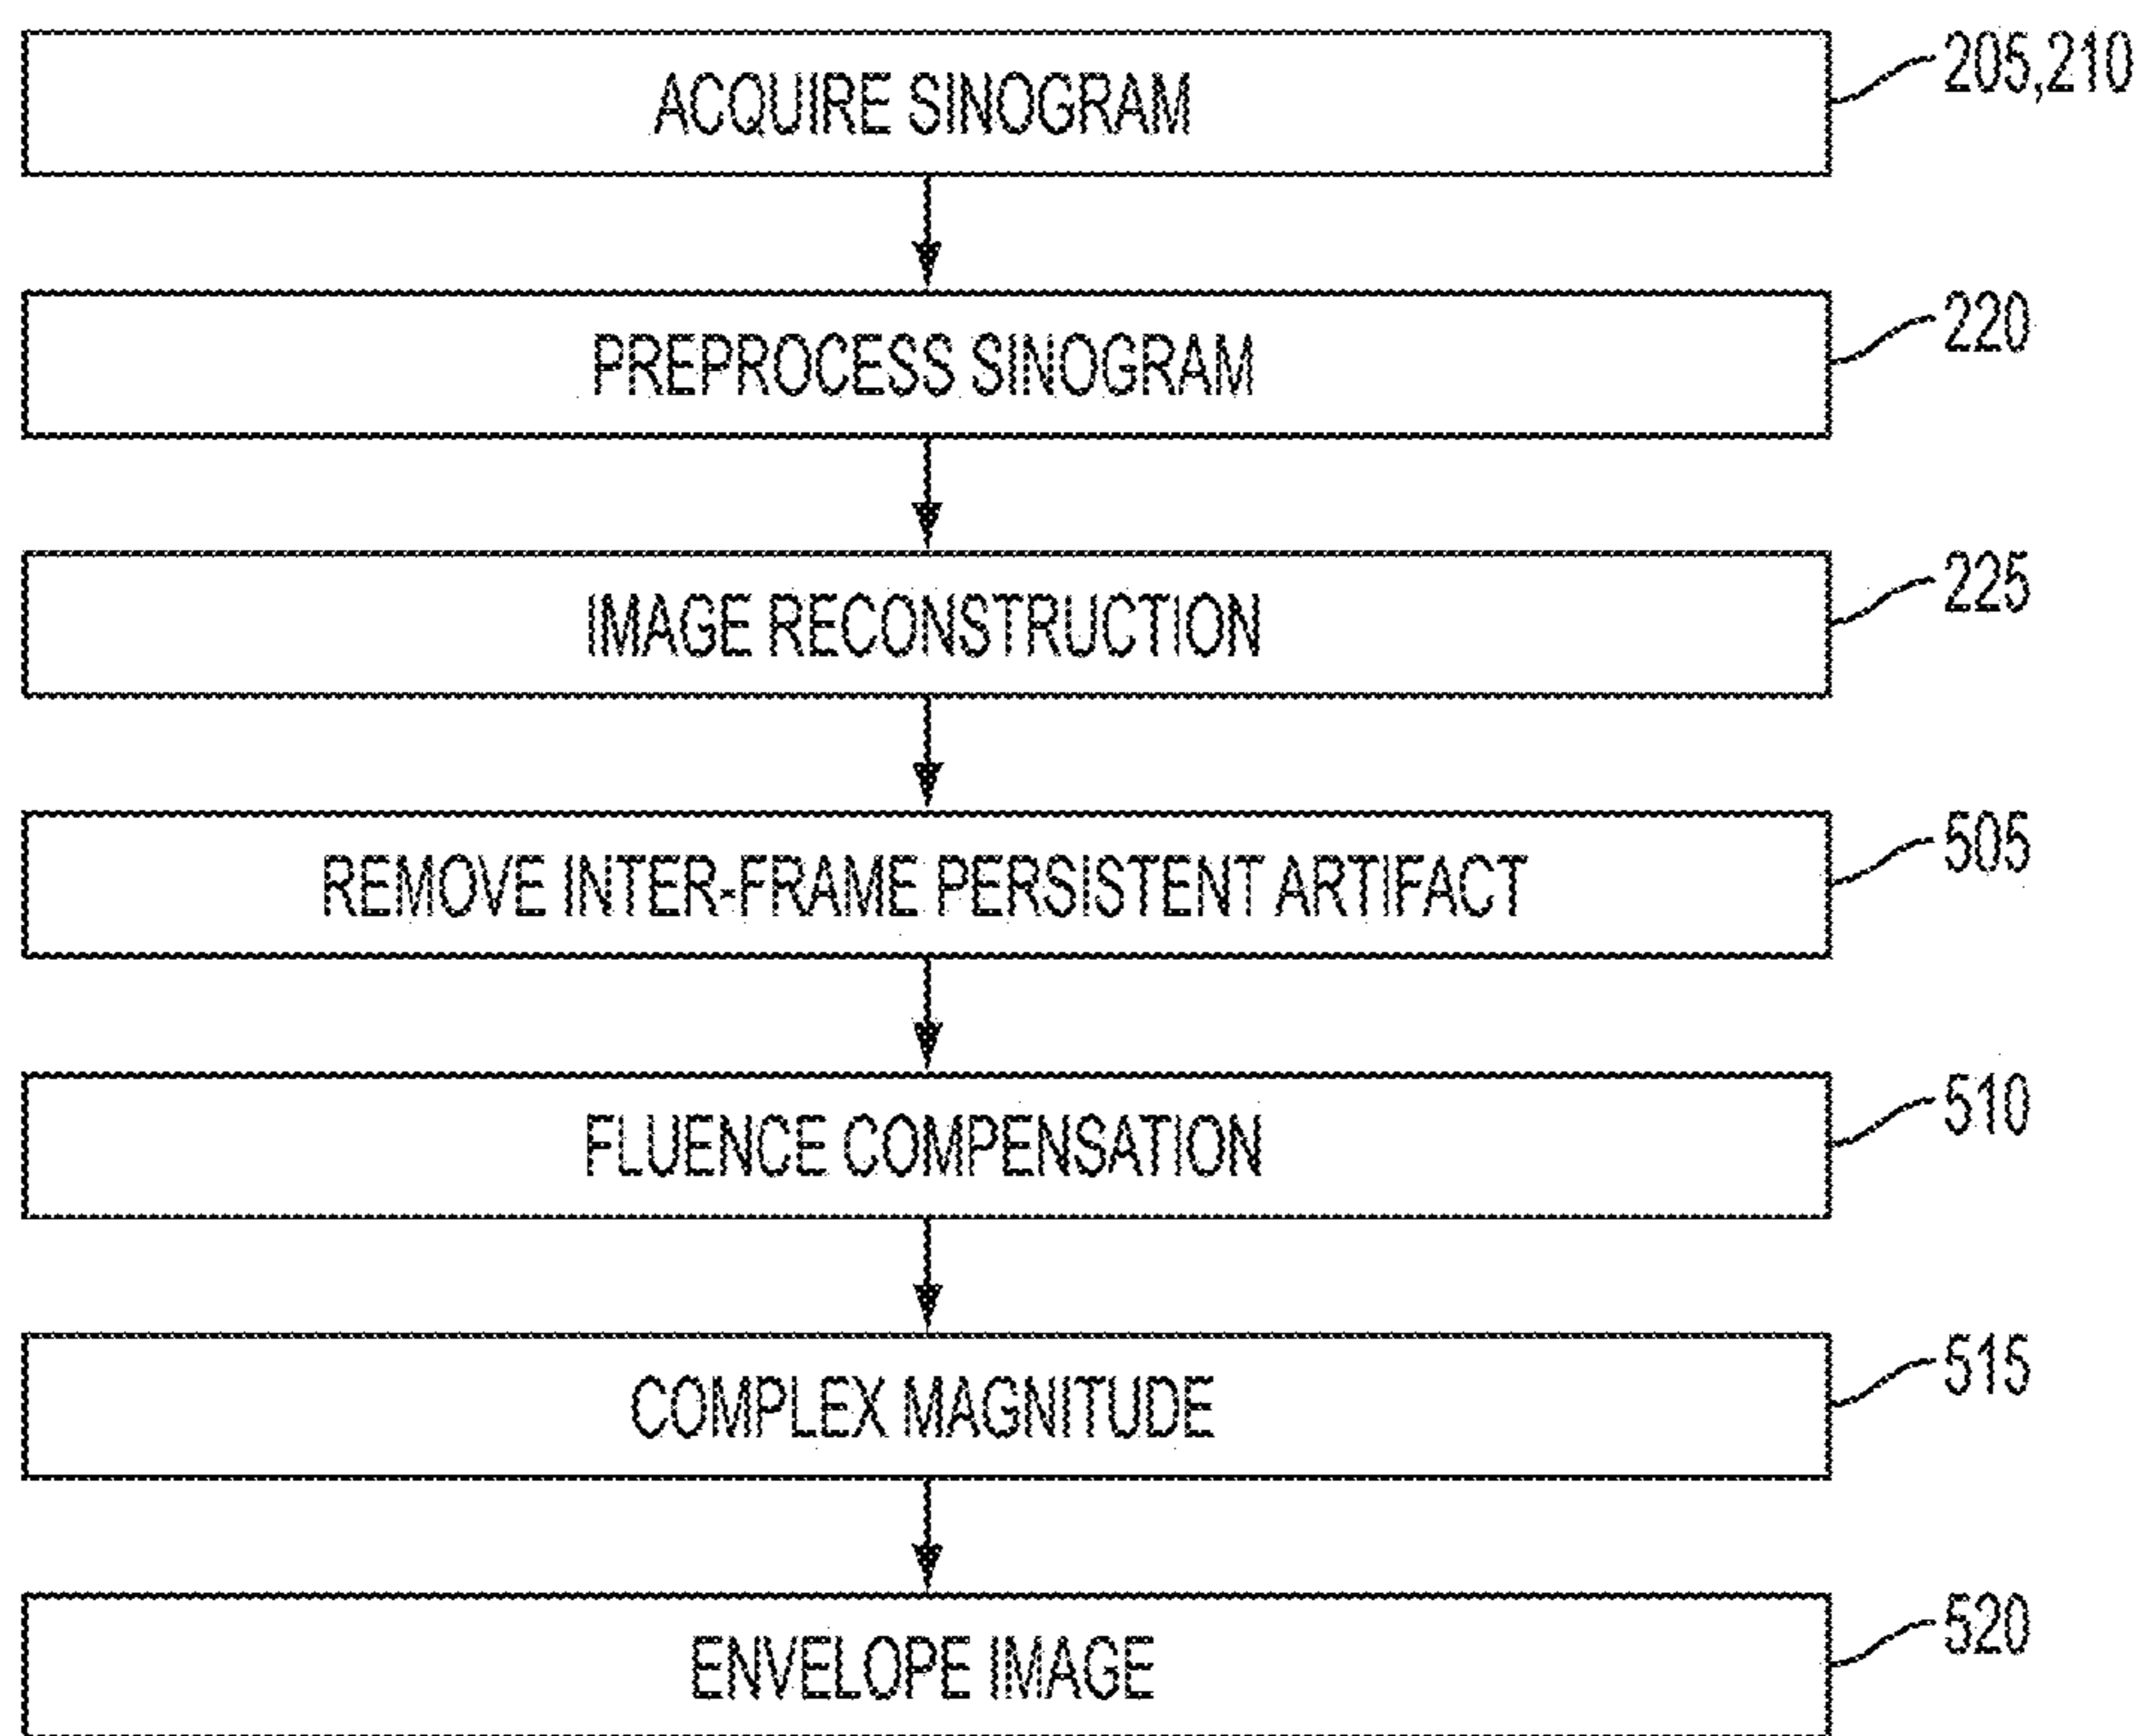 ACQUIRE SINOGRAM
205,210
PREPROCESS SINOGRAM
220
IMAGE RECONSTRUCTION
225
REMOVE INTER-FRAME PERSISTENT ARTIFACT
505
FLUENCE COMPENSATION
510
COMPLEX MAGNITUDE
515
ENVELOPE IMAGE
520